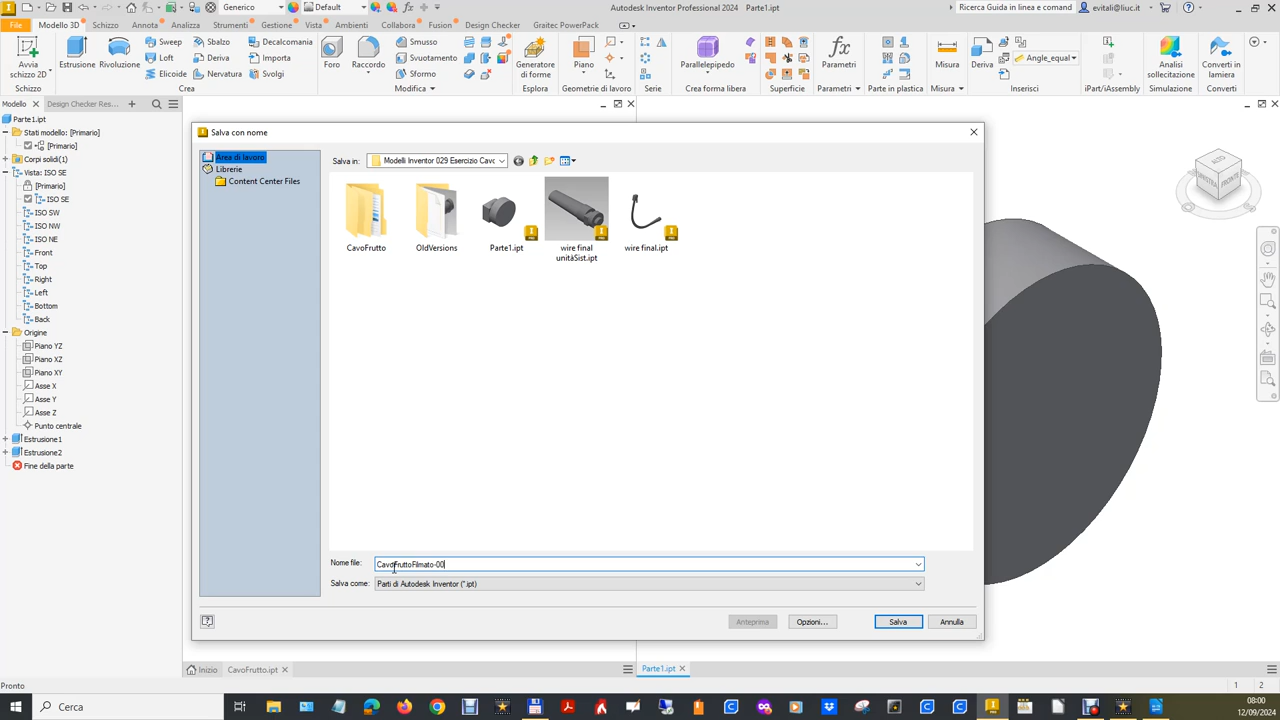 Generico
Default
Autodesk Inventor Professional 2024 Parte1.ipt
Ricerca Guida in linea e comand
evitali@liuc.it
File
Modello 3D
Schizzo
Annota
Analizza
Strumenti
Gestione
Vista
Ambienti
Collabora
Fusion
Design Checker
Graitec PowerPack
Avvia
schizzo 2D
Estrusione
Rivoluzione
Sweep
Loft
Elicoide
Sbalzo
Deriva
Nervatura
Decalcomania
Importa
Svolgi
Foro
Raccordo
Smusso
Svuotamento
Sformo
Generatore
di forme
Piano
Parallelepipedo
Parametri
Misura
Deriva
Angle_equal
Analisi
sollecitazione
Converti in
lamiera
Schizzo
Crea
Modifica
Esplora
Geometrie di lavoro
Serie
Crea forma libera
Superficie
Parametri
Parte in plastica
Misura
Inserisci
iPart/iAssembly
Simulazione
Converti
Modello
Design Checker Res...
Parte1.ipt
Stati modello: [Primario]
[Primario]
Corpi solidi(1)
Vista: ISO SE
[Primario]
ISO SE
ISO SW
ISO NW
ISO NE
Front
Top
Right
Left
Bottom
Back
Origine
Piano YZ
Piano XZ
Piano XY
Asse X
Asse Y
Asse Z
Punto centrale
Estrusione1
Estrusione2
Fine della parte
Salva con nome
Area di lavoro
Librerie
Content Center Files
Salva in:
Modelli Inventor 029 Esercizio Cavo
CavoFrutto
OldVersions
Parte1.ipt
wire final
unitàSist.ipt
wire final.ipt
Nome file:
CavoFruttoFilmato-00
Salva come:
Parti di Autodesk Inventor (*.ipt)
Anteprima
Opzioni...
Salva
Annulla
Inizio
CavoFrutto.ipt
Parte1.ipt
Pronto
1
2
Cerca
08:00
12/09/2024